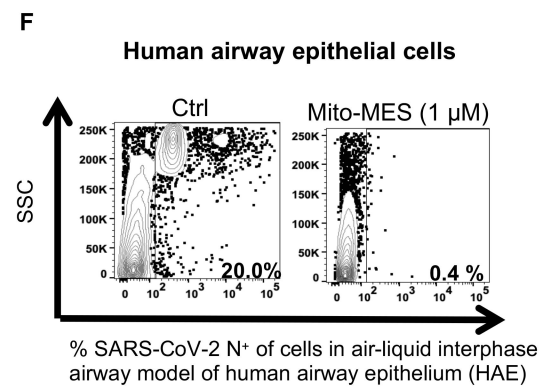 F
Human airway epithelial cells
Ctrl
Mito-MES (1 µM)
SSC
250K
200K
150K
100K
50K
0
20.0%
0 10² 10³ 10⁴ 10⁵
250K
200K
150K
100K
50K
0
0.4 %
0 10² 10³ 10⁴ 10⁵
% SARS-CoV-2 N⁺ of cells in air-liquid interphase
airway model of human airway epithelium (HAE)